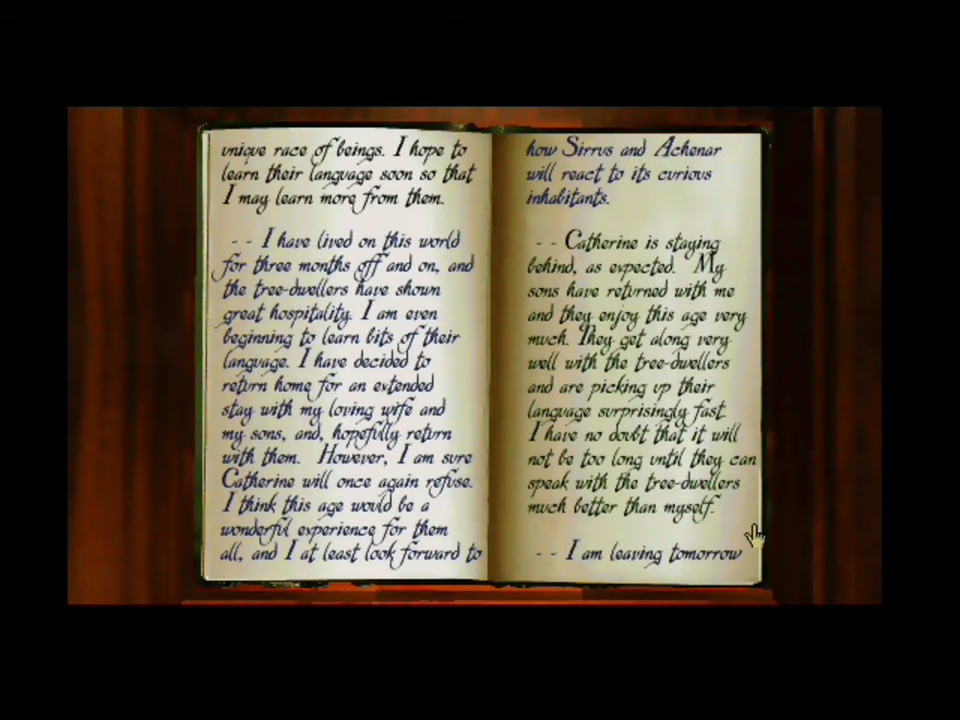 unique race of beings. I hope to
learn their language soon so that
I may learn more from them.
- - I have lived on this world
for three months off and on, and
the tree-dwellers have shown
great hospitality. I am even
beginning to learn bits of their
language. I have decided to
return home for an extended
stay with my loving wife and
my sons, and, hopefully return
with them. However, I am sure
Catherine will once again refuse.
I think this age would be a
wonderful experience for them
all, and I at least look forward to
how Sirrus and Achenar
will react to its curious
inhabitants.
- - Catherine is staying
behind, as expected. My
sons have returned with me
and they enjoy this age very
much. They get along very
well with the tree-dwellers
and are picking up their
language surprisingly fast.
I have no doubt that it will
not be too long until they can
speak with the tree-dwellers
much better than myself.
- - I am leaving tomorrow